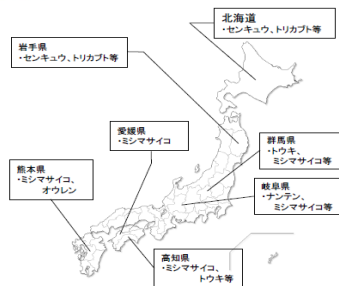 北海道
・センキュウ、トリカブト等
岩手県
・センキュウ、トリカブト等
愛媛県
・ミシマサイコ
群馬県
・トウキ、
ミシマサイコ等
熊本県
・ミシマサイコ、
オウレン
岐阜県
・ナンテン、
ミシマサイコ等
高知県
・ミシマサイコ、
トウキ等